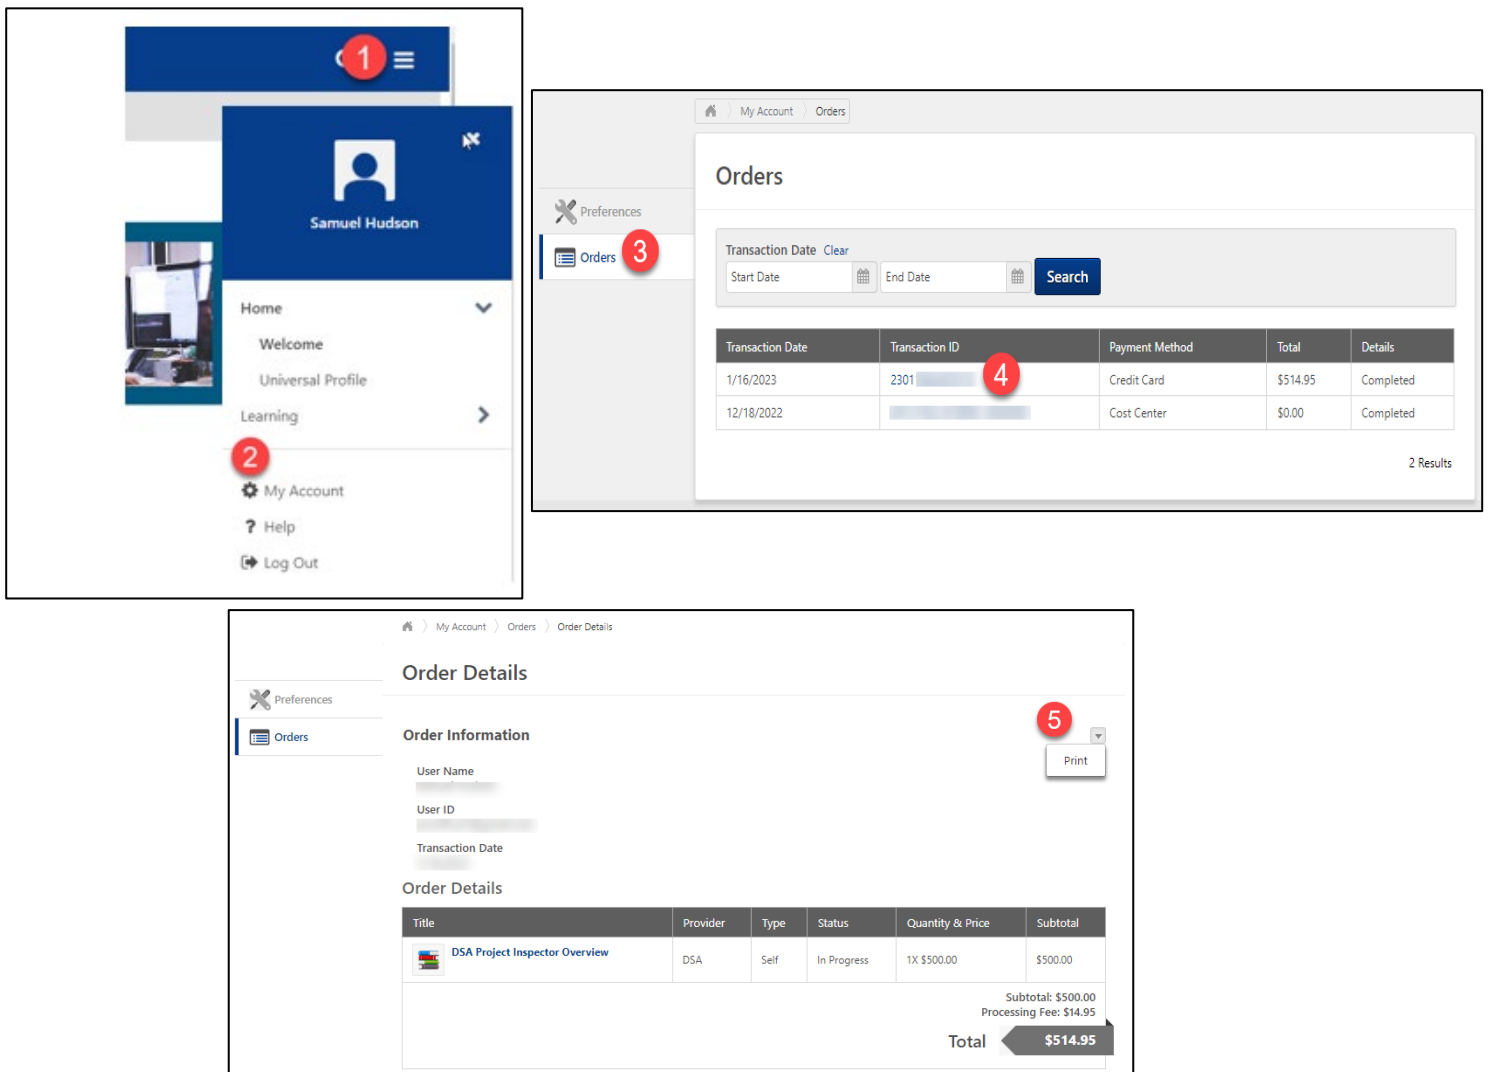 1
Samuel Hudson
Home
Welcome
Universal Profile
Learning
2
My Account
? Help
Log Out
My Account Orders
Orders
Preferences
Orders 3
Transaction Date Clear
Start Date End Date Search
Transaction Date Transaction ID Payment Method Total Details
1/16/2023 2301 4 Credit Card $514.95 Completed
12/18/2022 Cost Center $0.00 Completed
2 Results
My Account Orders Order Details
Order Details
Preferences
Orders
Order Information
5
Print
User Name
User ID
Transaction Date
Order Details
Title Provider Type Status Quantity & Price Subtotal
DSA Project Inspector Overview DSA Self In Progress 1X $500.00 $500.00
Subtotal: $500.00
Processing Fee: $14.95
Total $514.95